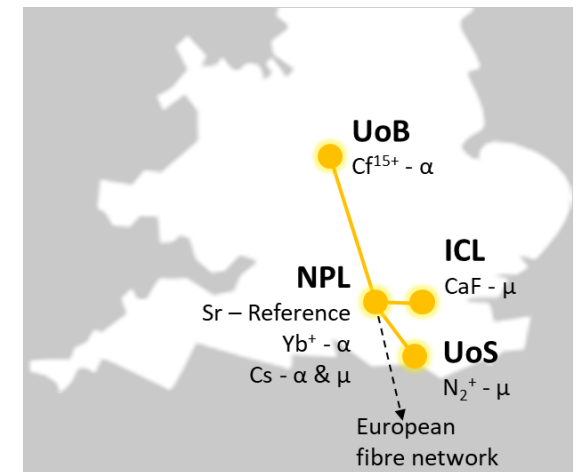 UoB
Cf¹⁵⁺ - α
ICL
CaF - μ
NPL
Sr – Reference
Yb⁺ - α
Cs - α & μ
UoS
N₂⁺ - μ
European
fibre network